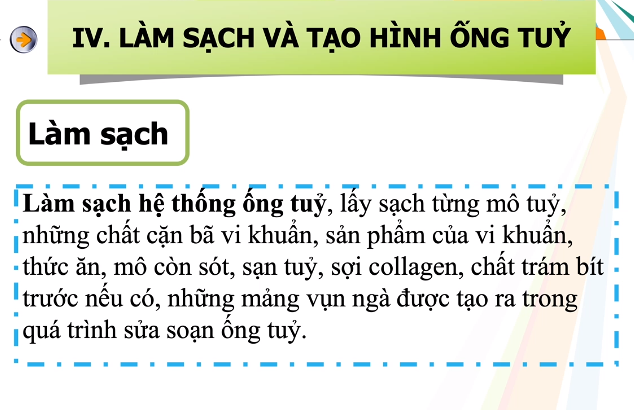 IV. LÀM SẠCH VÀ TẠO HÌNH ỐNG TUỶ
Làm sạch
Làm sạch hệ thống ống tuỷ, lấy sạch từng mô tuỷ,
những chất cặn bã vi khuẩn, sản phẩm của vi khuẩn,
thức ăn, mô còn sót, sạn tuỷ, sợi collagen, chất trám bít
trước nếu có, những mảng vụn ngà được tạo ra trong
quá trình sửa soạn ống tuỷ.